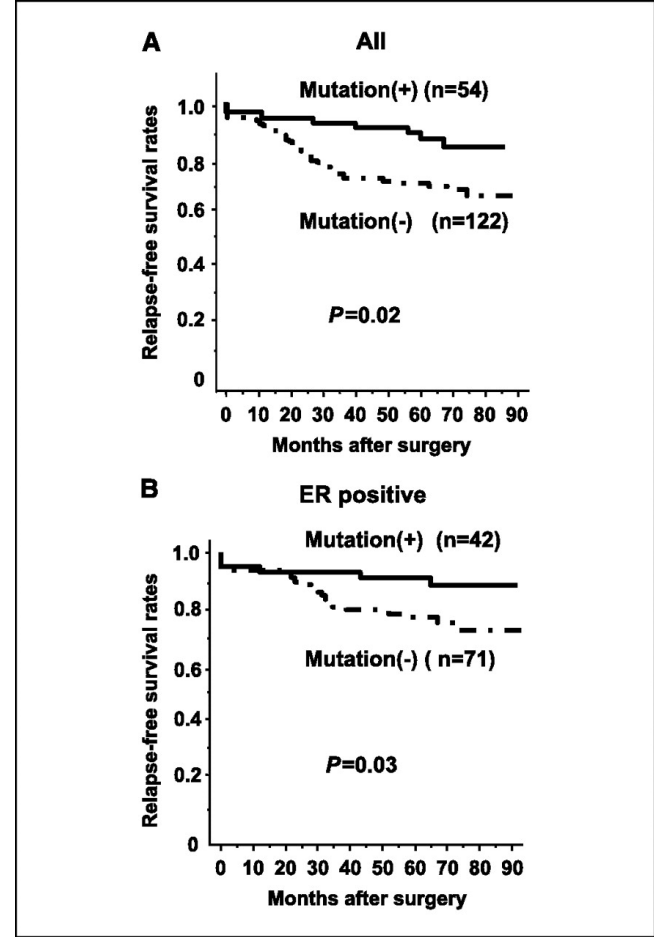 A
All
Mutation(+) (n=54)
Relapse-free survival rates
1.0
0.8
0.6
0.4
0.2
0
Mutation(-) (n=122)
P=0.02
0 10 20 30 40 50 60 70 80 90
Months after surgery
B
ER positive
Mutation(+) (n=42)
Relapse-free survival rates
1.0
0.8
0.6
0.4
0.2
0
Mutation(-) ( n=71)
P=0.03
0 10 20 30 40 50 60 70 80 90
Months after surgery